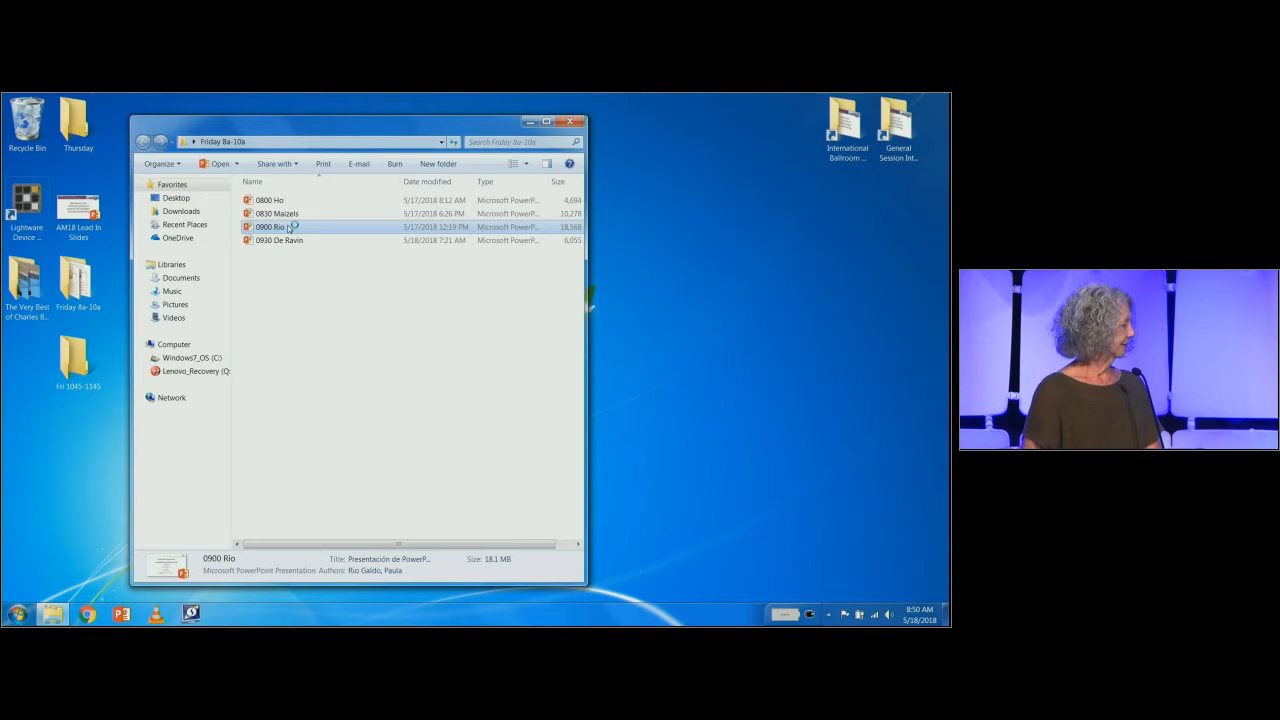 Recycle Bin
Thursday
Lightware
Device ...
AM18 Lead In
Slides
The Very Best
of Charles B...
Friday 8a-10a
Fri 1045-1145
International
Ballroom ...
General
Session Int...
Friday 8a-10a
Search Friday 8a-10a
Organize Open Share with Print E-mail Burn New folder
Favorites
Desktop
Downloads
Recent Places
OneDrive
Libraries
Documents
Music
Pictures
Videos
Computer
Windows7_OS (C:)
Lenovo_Recovery (Q:
Network
Name Date modified Type Size
0800 Ho 5/17/2018 8:12 AM Microsoft PowerP... 4,694
0830 Maizels 5/17/2018 6:26 PM Microsoft PowerP... 10,278
0900 Rio 5/17/2018 12:19 PM Microsoft PowerP... 18,568
0930 De Ravin 5/18/2018 7:21 AM Microsoft PowerP... 6,055
0900 Rio Title: Presentación de PowerP... Size: 18.1 MB
Microsoft PowerPoint Presentation Authors: Rio Galdo, Paula
8:50 AM
5/18/2018